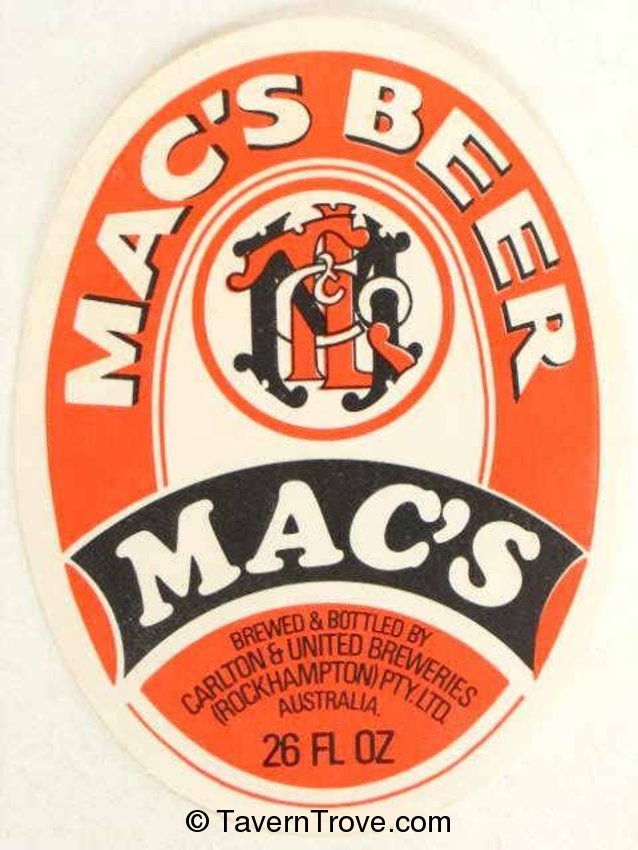 MAC'S BEER
MAC'S
BREWED & BOTTLED BY
CARLTON & UNITED BREWERIES
(ROCKHAMPTON) PTY. LTD.
AUSTRALIA.
26 FL OZ
© TavernTrove.com